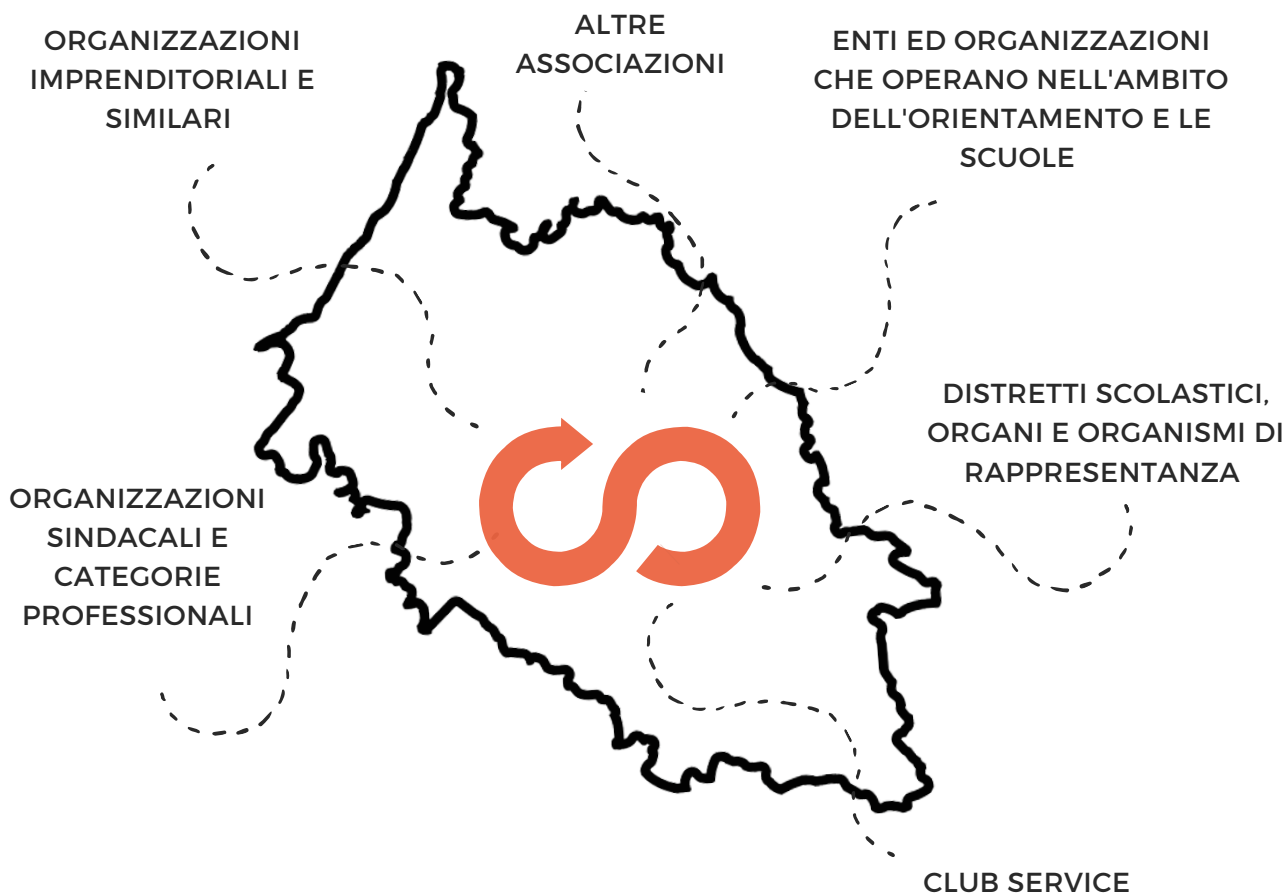 ORGANIZZAZIONI
IMPRENDITORIALI E
SIMILARI
ALTRE
ASSOCIAZIONI
ENTI ED ORGANIZZAZIONI
CHE OPERANO NELL'AMBITO
DELL'ORIENTAMENTO E LE
SCUOLE
DISTRETTI SCOLASTICI,
ORGANI E ORGANISMI DI
RAPPRESENTANZA
ORGANIZZAZIONI
SINDACALI E
CATEGORIE
PROFESSIONALI
CLUB SERVICE